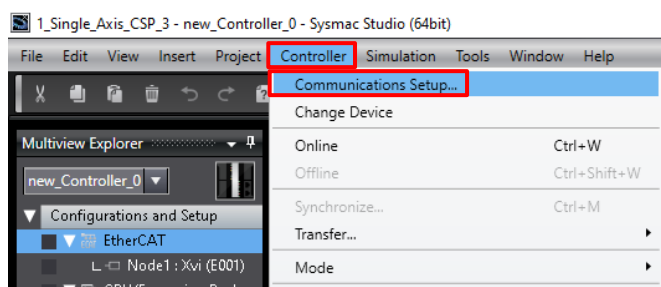 1_Single_Axis_CSP_3 - new_Controller_0 - Sysmac Studio (64bit)
File Edit View Insert Project Controller Simulation Tools Window Help
Communications Setup...
Change Device
Multiview Explorer
Online Ctrl+W
new_Controller_0
Offline Ctrl+Shift+W
Configurations and Setup
Synchronize... Ctrl+M
EtherCAT
Transfer...
Node1 : Xvi (E001)
Mode